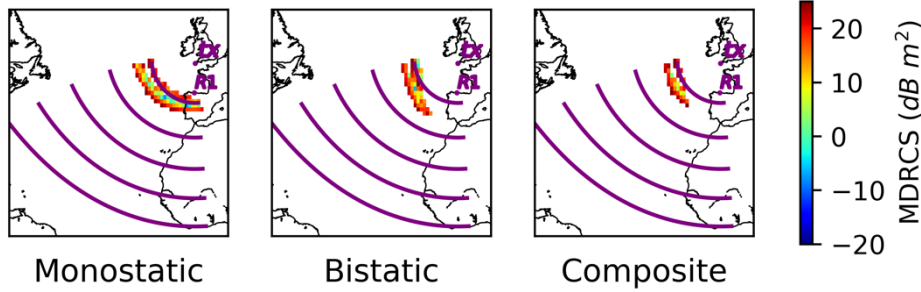 tx
R1
Monostatic
tx
R1
Bistatic
tx
R1
Composite
20
10
0
−10
−20
MDRCS (dB m²)